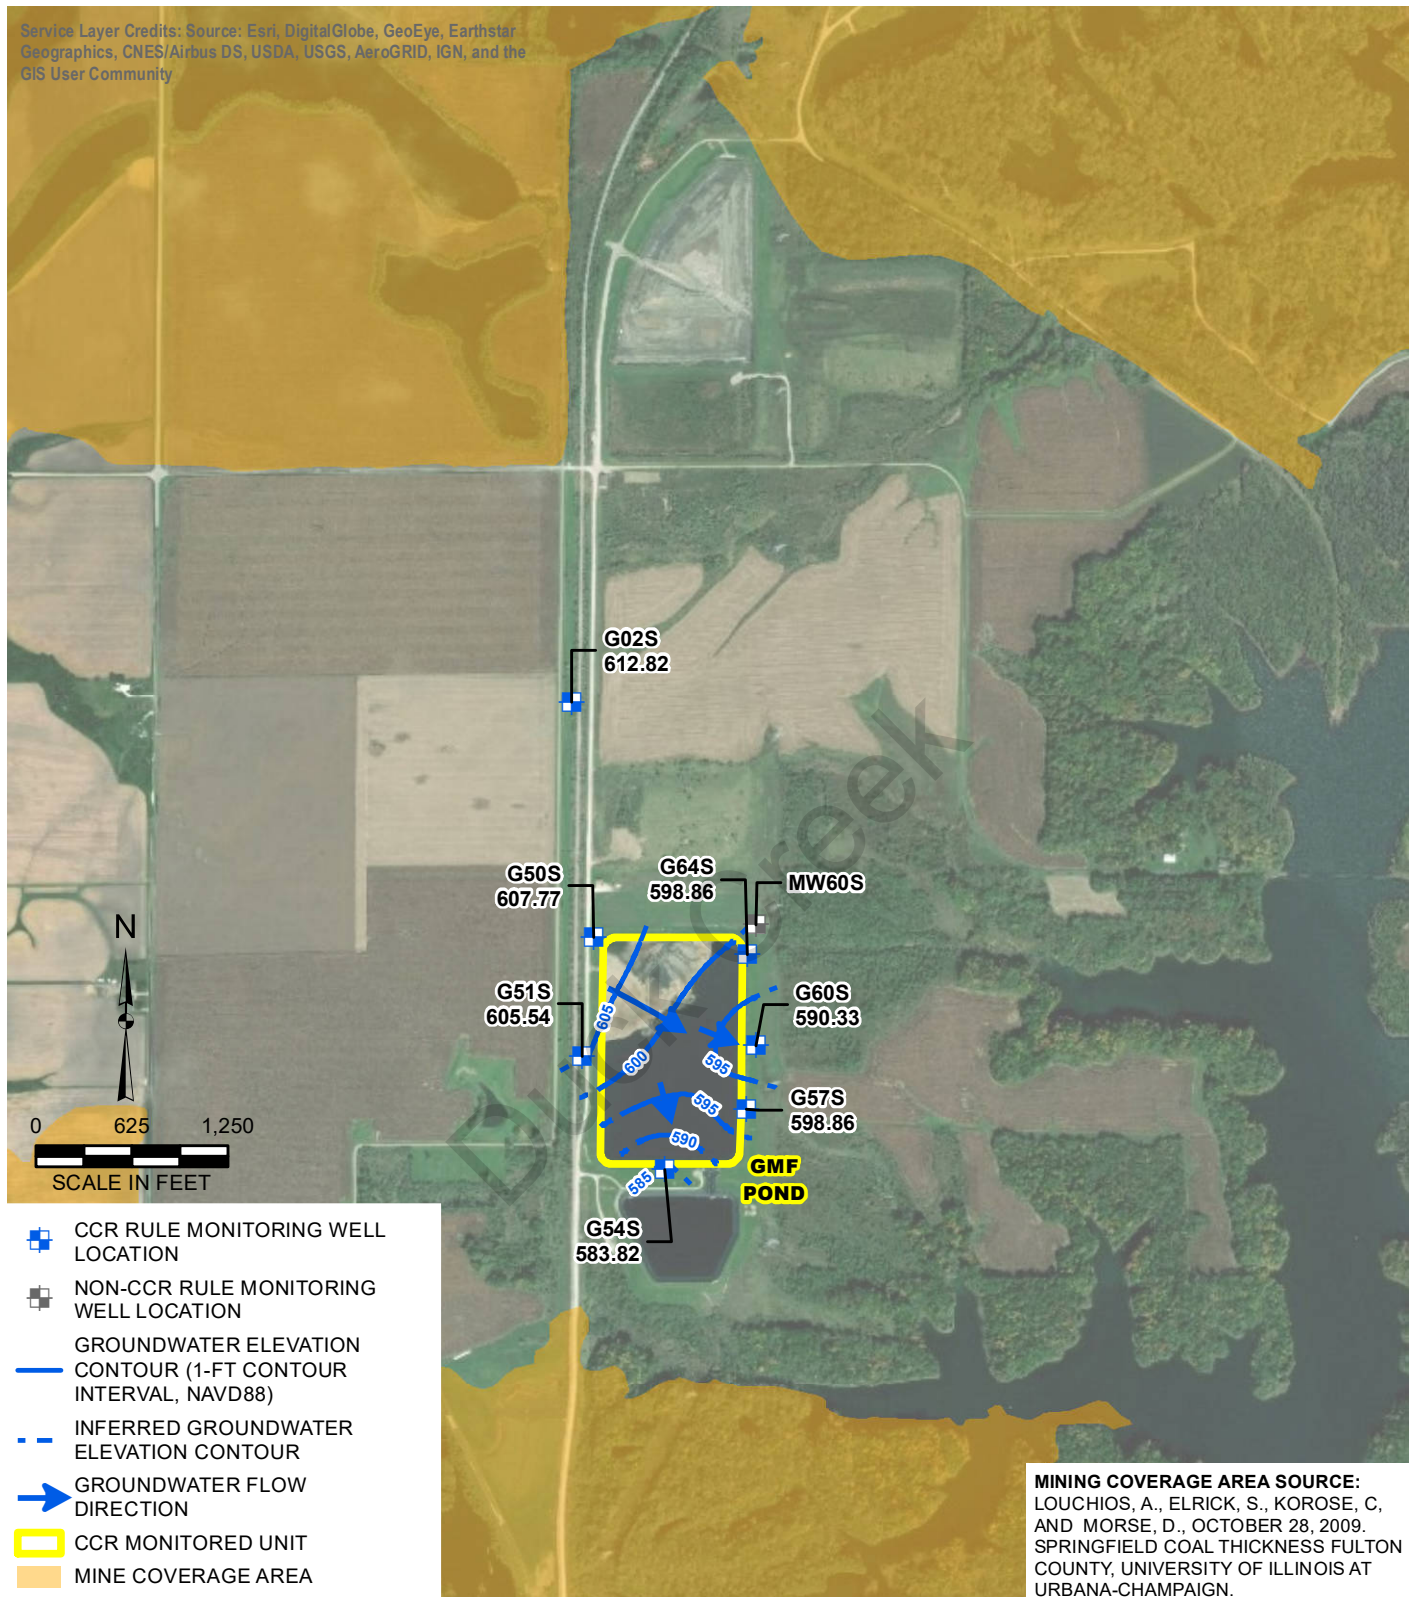 Service Layer Credits: Source: Esri, DigitalGlobe, GeoEye, Earthstar
Geographics, CNES/Airbus DS, USDA, USGS, AeroGRID, IGN, and the
GIS User Community
G02S
612.82
G50S
607.77
G64S
598.86
MW60S
G51S
605.54
G60S
590.33
G57S
598.86
605
600
595
595
590
585
GMF
POND
G54S
583.82
Creek
N
0 625 1,250
SCALE IN FEET
CCR RULE MONITORING WELL
LOCATION
NON-CCR RULE MONITORING
WELL LOCATION
GROUNDWATER ELEVATION
CONTOUR (1-FT CONTOUR
INTERVAL, NAVD88)
INFERRED GROUNDWATER
ELEVATION CONTOUR
GROUNDWATER FLOW
DIRECTION
CCR MONITORED UNIT
MINE COVERAGE AREA
MINING COVERAGE AREA SOURCE:
LOUCHIOS, A., ELRICK, S., KOROSE, C,
AND MORSE, D., OCTOBER 28, 2009.
SPRINGFIELD COAL THICKNESS FULTON
COUNTY, UNIVERSITY OF ILLINOIS AT
URBANA-CHAMPAIGN.